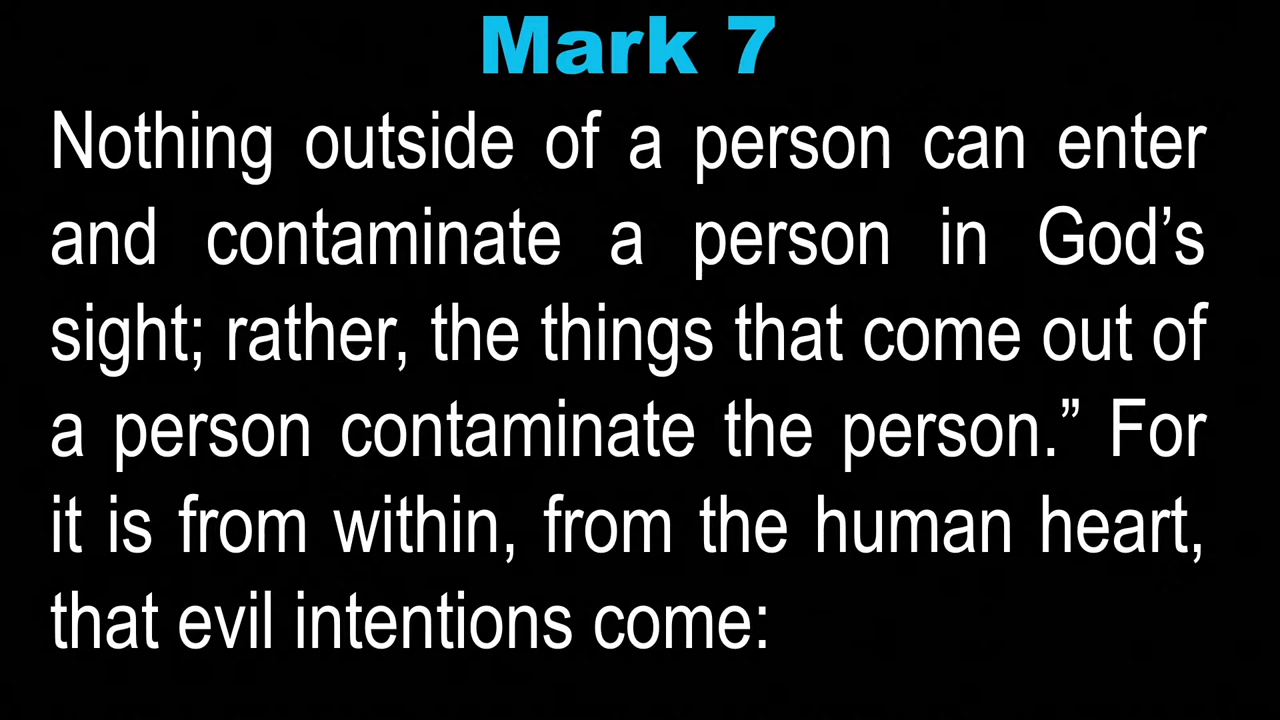 Mark 7
Nothing outside of a person can enter
and contaminate a person in God’s
sight; rather, the things that come out of
a person contaminate the person.” For
it is from within, from the human heart,
that evil intentions come: